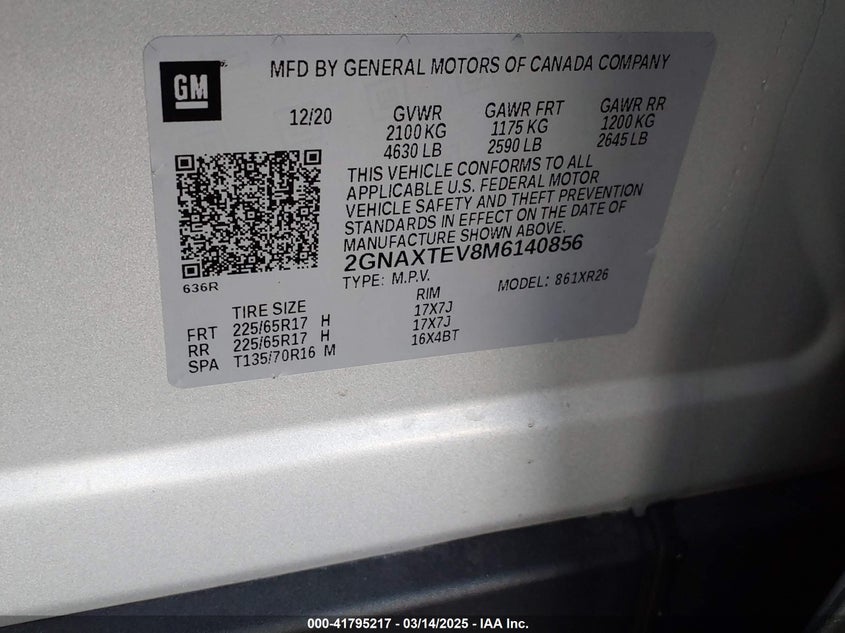 GM
MFD BY GENERAL MOTORS OF CANADA COMPANY
12/20 GVWR GAWR FRT GAWR RR
2100 KG 1175 KG 1200 KG
4630 LB 2590 LB 2645 LB
THIS VEHICLE CONFORMS TO ALL
APPLICABLE U.S. FEDERAL MOTOR
VEHICLE SAFETY AND THEFT PREVENTION
STANDARDS IN EFFECT ON THE DATE OF
MANUFACTURE SHOWN ABOVE.
2GNAXTEV8M6140856
636R
TYPE: M.P.V. MODEL: 861XR26
TIRE SIZE RIM
FRT 225/65R17 H 17X7J
RR 225/65R17 H 17X7J
SPA T135/70R16 M 16X4BT
000-41795217 - 03/14/2025 - IAA Inc.